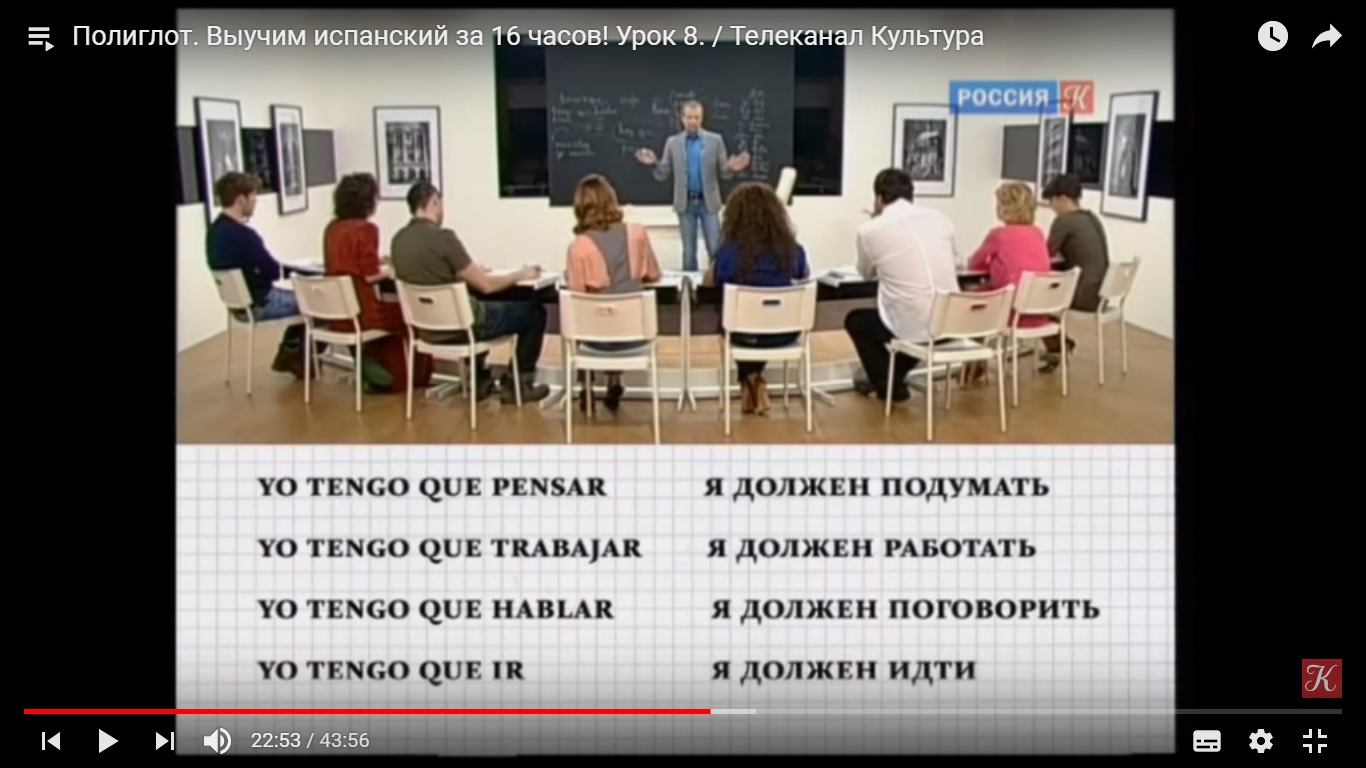 Полиглот. Выучим испанский за 16 часов! Урок 8. / Телеканал Культура
РОССИЯ К
YO TENGO QUE PENSAR Я ДОЛЖЕН ПОДУМАТЬ
YO TENGO QUE TRABAJAR Я ДОЛЖЕН РАБОТАТЬ
YO TENGO QUE HABLAR Я ДОЛЖЕН ПОГОВОРИТЬ
YO TENGO QUE IR Я ДОЛЖЕН ИДТИ
К
22:53 / 43:56